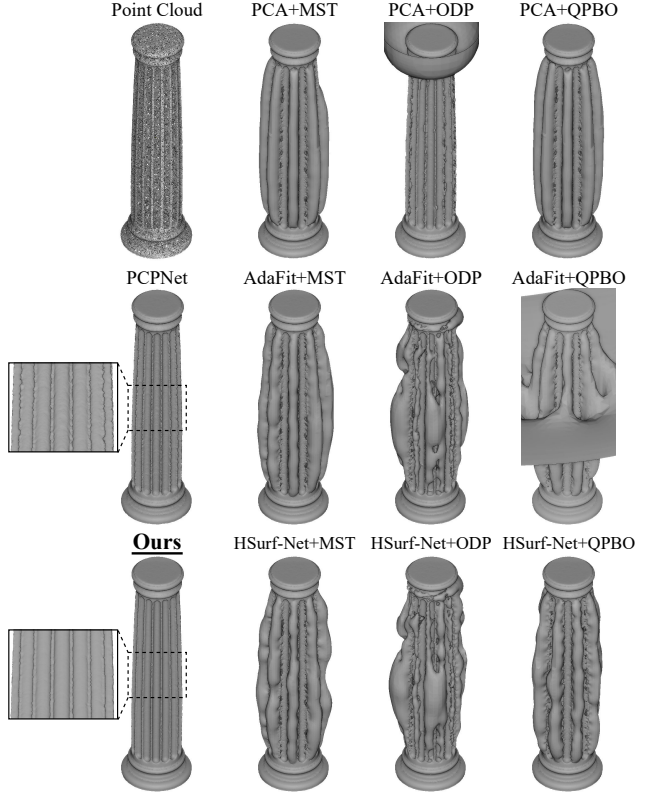 Point Cloud PCA+MST PCA+ODP PCA+QPBO
PCPNet AdaFit+MST AdaFit+ODP AdaFit+QPBO
Ours HSurf-Net+MST HSurf-Net+ODP HSurf-Net+QPBO